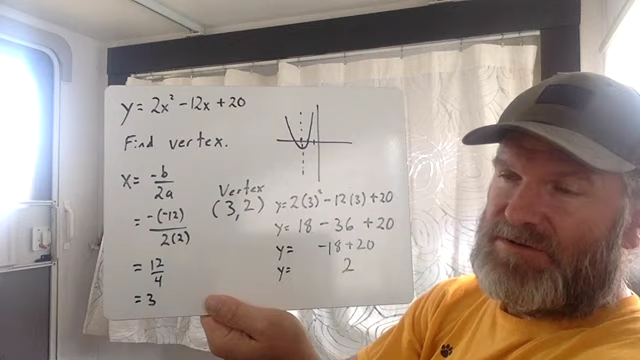 y = 2x² - 12x + 20
Find vertex.
x = -b/2a
= -(-12)/2(2)
= 12/4
= 3
Vertex
(3,2)
y = 2(3)² - 12(3) + 20
y = 18 - 36 + 20
y = -18 + 20
y = 2